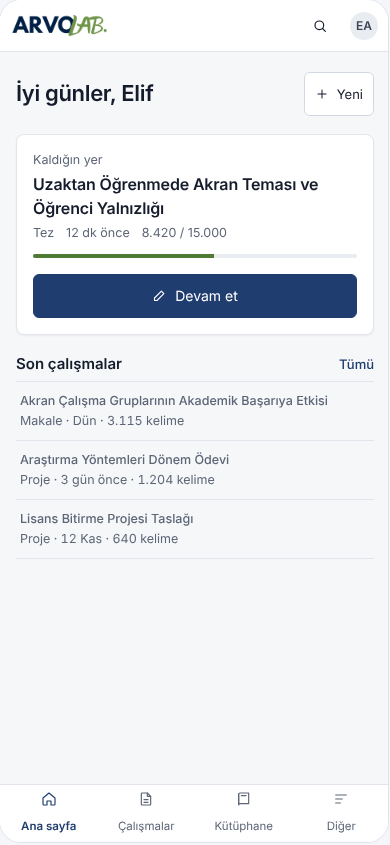 ARVOLAB.
EA
İyi günler, Elif
+ Yeni
Kaldığın yer
Uzaktan Öğrenmede Akran Teması ve
Öğrenci Yalnızlığı
Tez 12 dk önce 8.420 / 15.000
Devam et
Son çalışmalar
Tümü
Akran Çalışma Gruplarının Akademik Başarıya Etkisi
Makale · Dün · 3.115 kelime
Araştırma Yöntemleri Dönem Ödevi
Proje · 3 gün önce · 1.204 kelime
Lisans Bitirme Projesi Taslağı
Proje · 12 Kas · 640 kelime
Ana sayfa
Çalışmalar
Kütüphane
Diğer